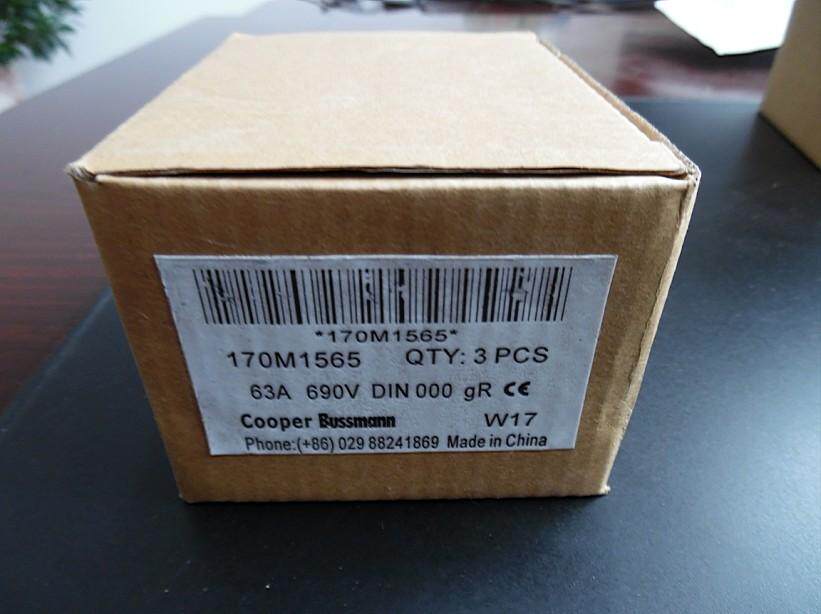 *170M1565*
170M1565 QTY: 3 PCS
63A 690V DIN 000 gR CE
Cooper Bussmann W17
Phone:(+86) 029 88241869 Made in China